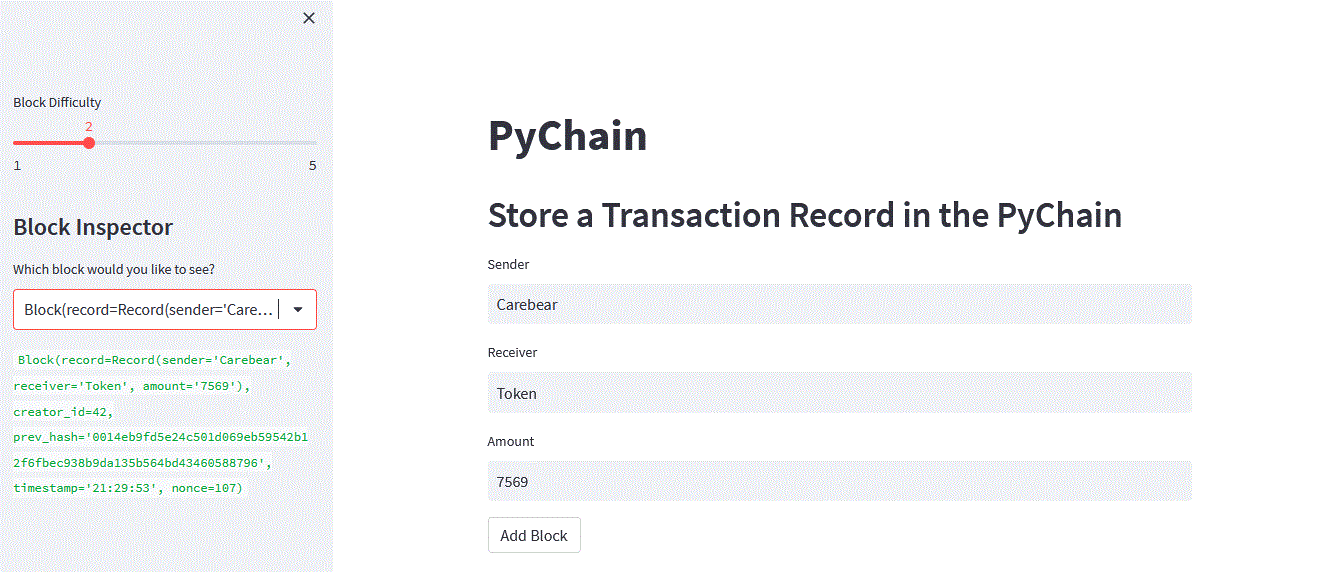 Block Difficulty
2
1
5
Block Inspector
Which block would you like to see?
Block(record=Record(sender='Care...
Block(record=Record(sender='Carebear',
receiver='Token', amount='7569'),
creator_id=42,
prev_hash='0014eb9fd5e24c501d069eb59542b1
2f6fbec938b9da135b564bd43460588796',
timestamp='21:29:53', nonce=107)
PyChain
Store a Transaction Record in the PyChain
Sender
Carebear
Receiver
Token
Amount
7569
Add Block